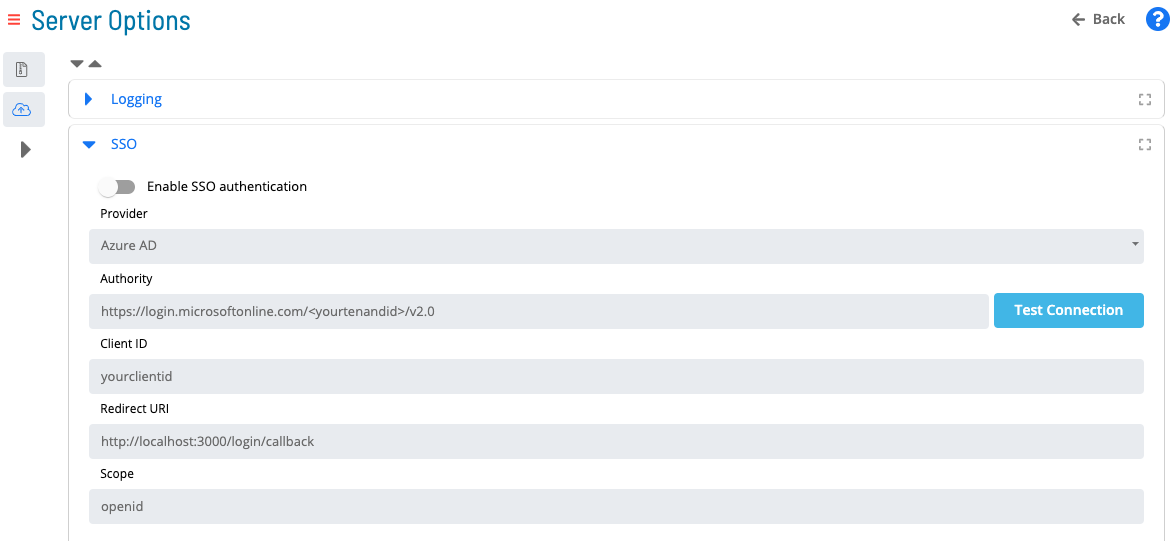 Server Options
Back
?
Logging
SSO
Enable SSO authentication
Provider
Azure AD
Authority
https://login.microsoftonline.com/<yourtenandid>/v2.0
Test Connection
Client ID
yourclientid
Redirect URI
http://localhost:3000/login/callback
Scope
openid